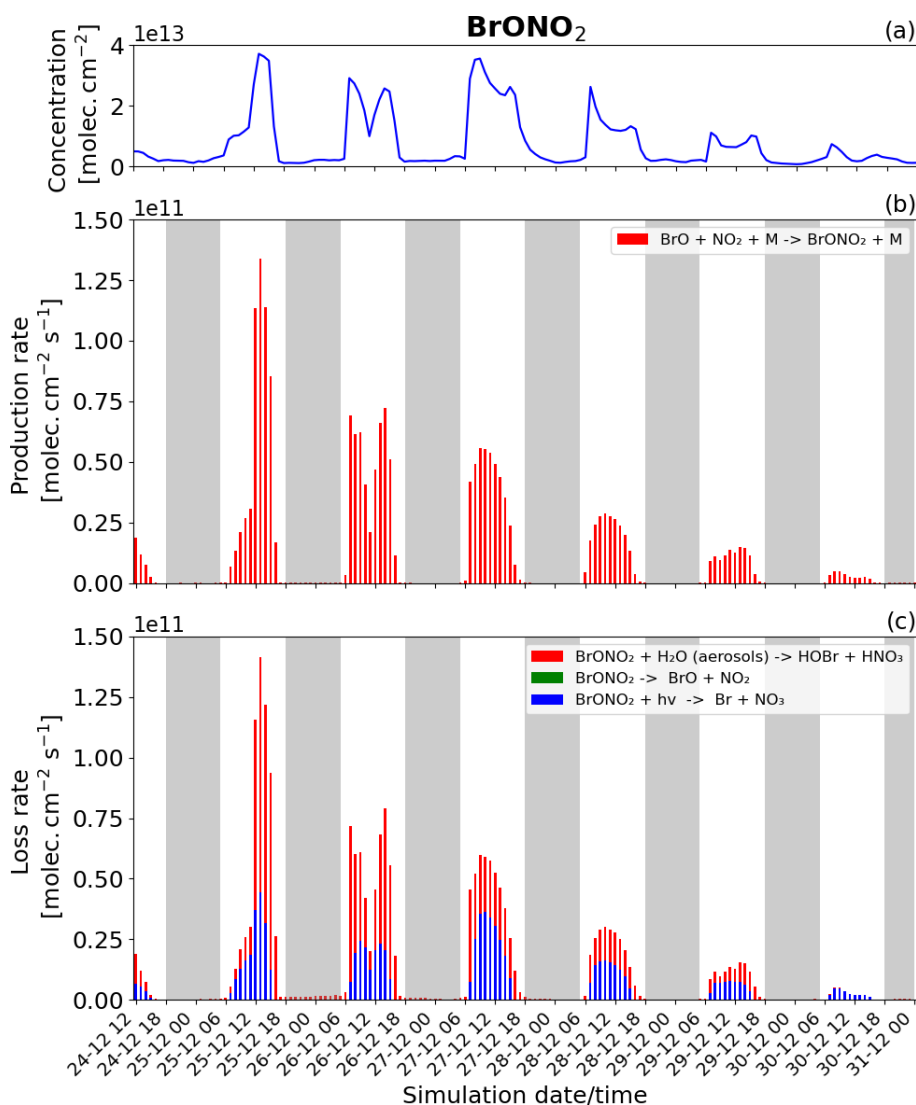 BrONO₂
(a)
1e13
4
2
0
Concentration
[molec. cm⁻²]
(b)
1e11
1.50
1.25
1.00
0.75
0.50
0.25
0.00
Production rate
[molec. cm⁻² s⁻¹]
BrO + NO₂ + M -> BrONO₂ + M
(c)
1e11
1.50
1.25
1.00
0.75
0.50
0.25
0.00
Loss rate
[molec. cm⁻² s⁻¹]
BrONO₂ + H₂O (aerosols) -> HOBr + HNO₃
BrONO₂ -> BrO + NO₂
BrONO₂ + hv -> Br + NO₃
24-12 12
24-12 18
25-12 00
25-12 06
25-12 12
25-12 18
26-12 00
26-12 06
26-12 12
26-12 18
27-12 00
27-12 06
27-12 12
27-12 18
28-12 00
28-12 06
28-12 12
28-12 18
29-12 00
29-12 06
29-12 12
29-12 18
30-12 00
30-12 06
30-12 12
30-12 18
31-12 00
Simulation date/time